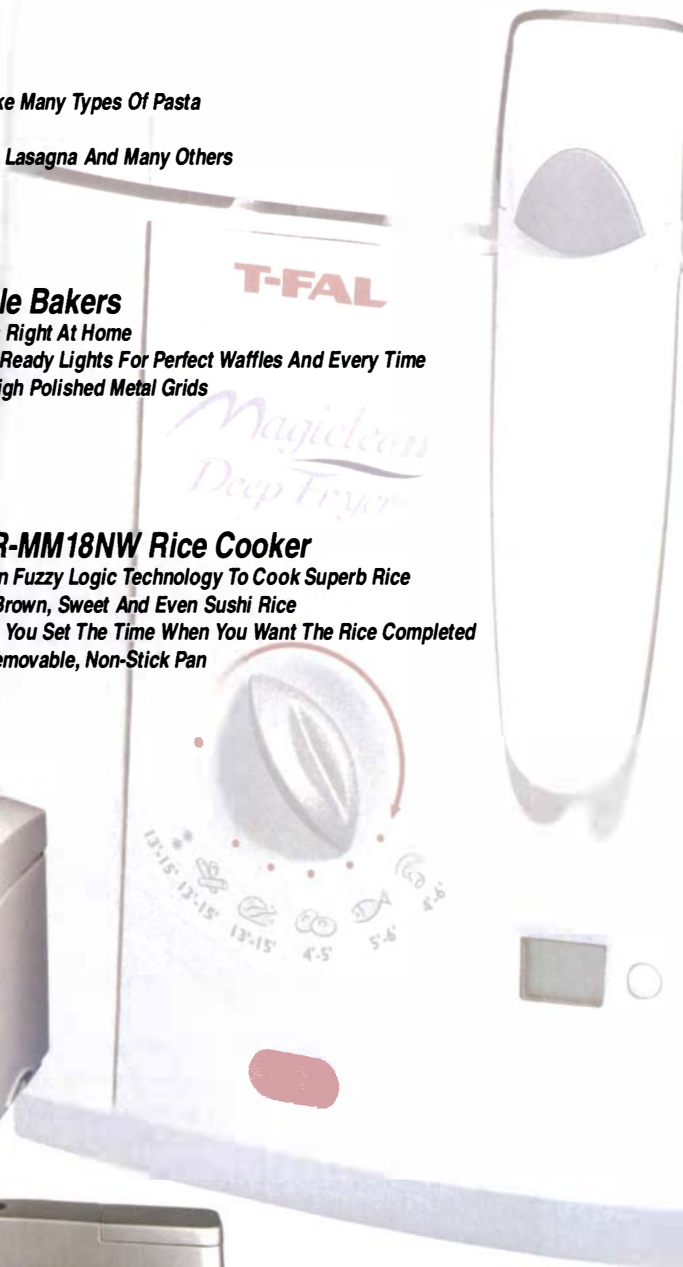 ke Many Types Of Pasta
Lasagna And Many Others
T-FAL
le Bakers
Right At Home
Ready Lights For Perfect Waffles And Every Time
igh Polished Metal Grids
Magiclean
Deep Fryer
R-MM18NW Rice Cooker
n Fuzzy Logic Technology To Cook Superb Rice
Brown, Sweet And Even Sushi Rice
You Set The Time When You Want The Rice Completed
emovable, Non-Stick Pan
13'-15' 13'-15' 13'-15' 4'-5' 5'-6' 4'-6'